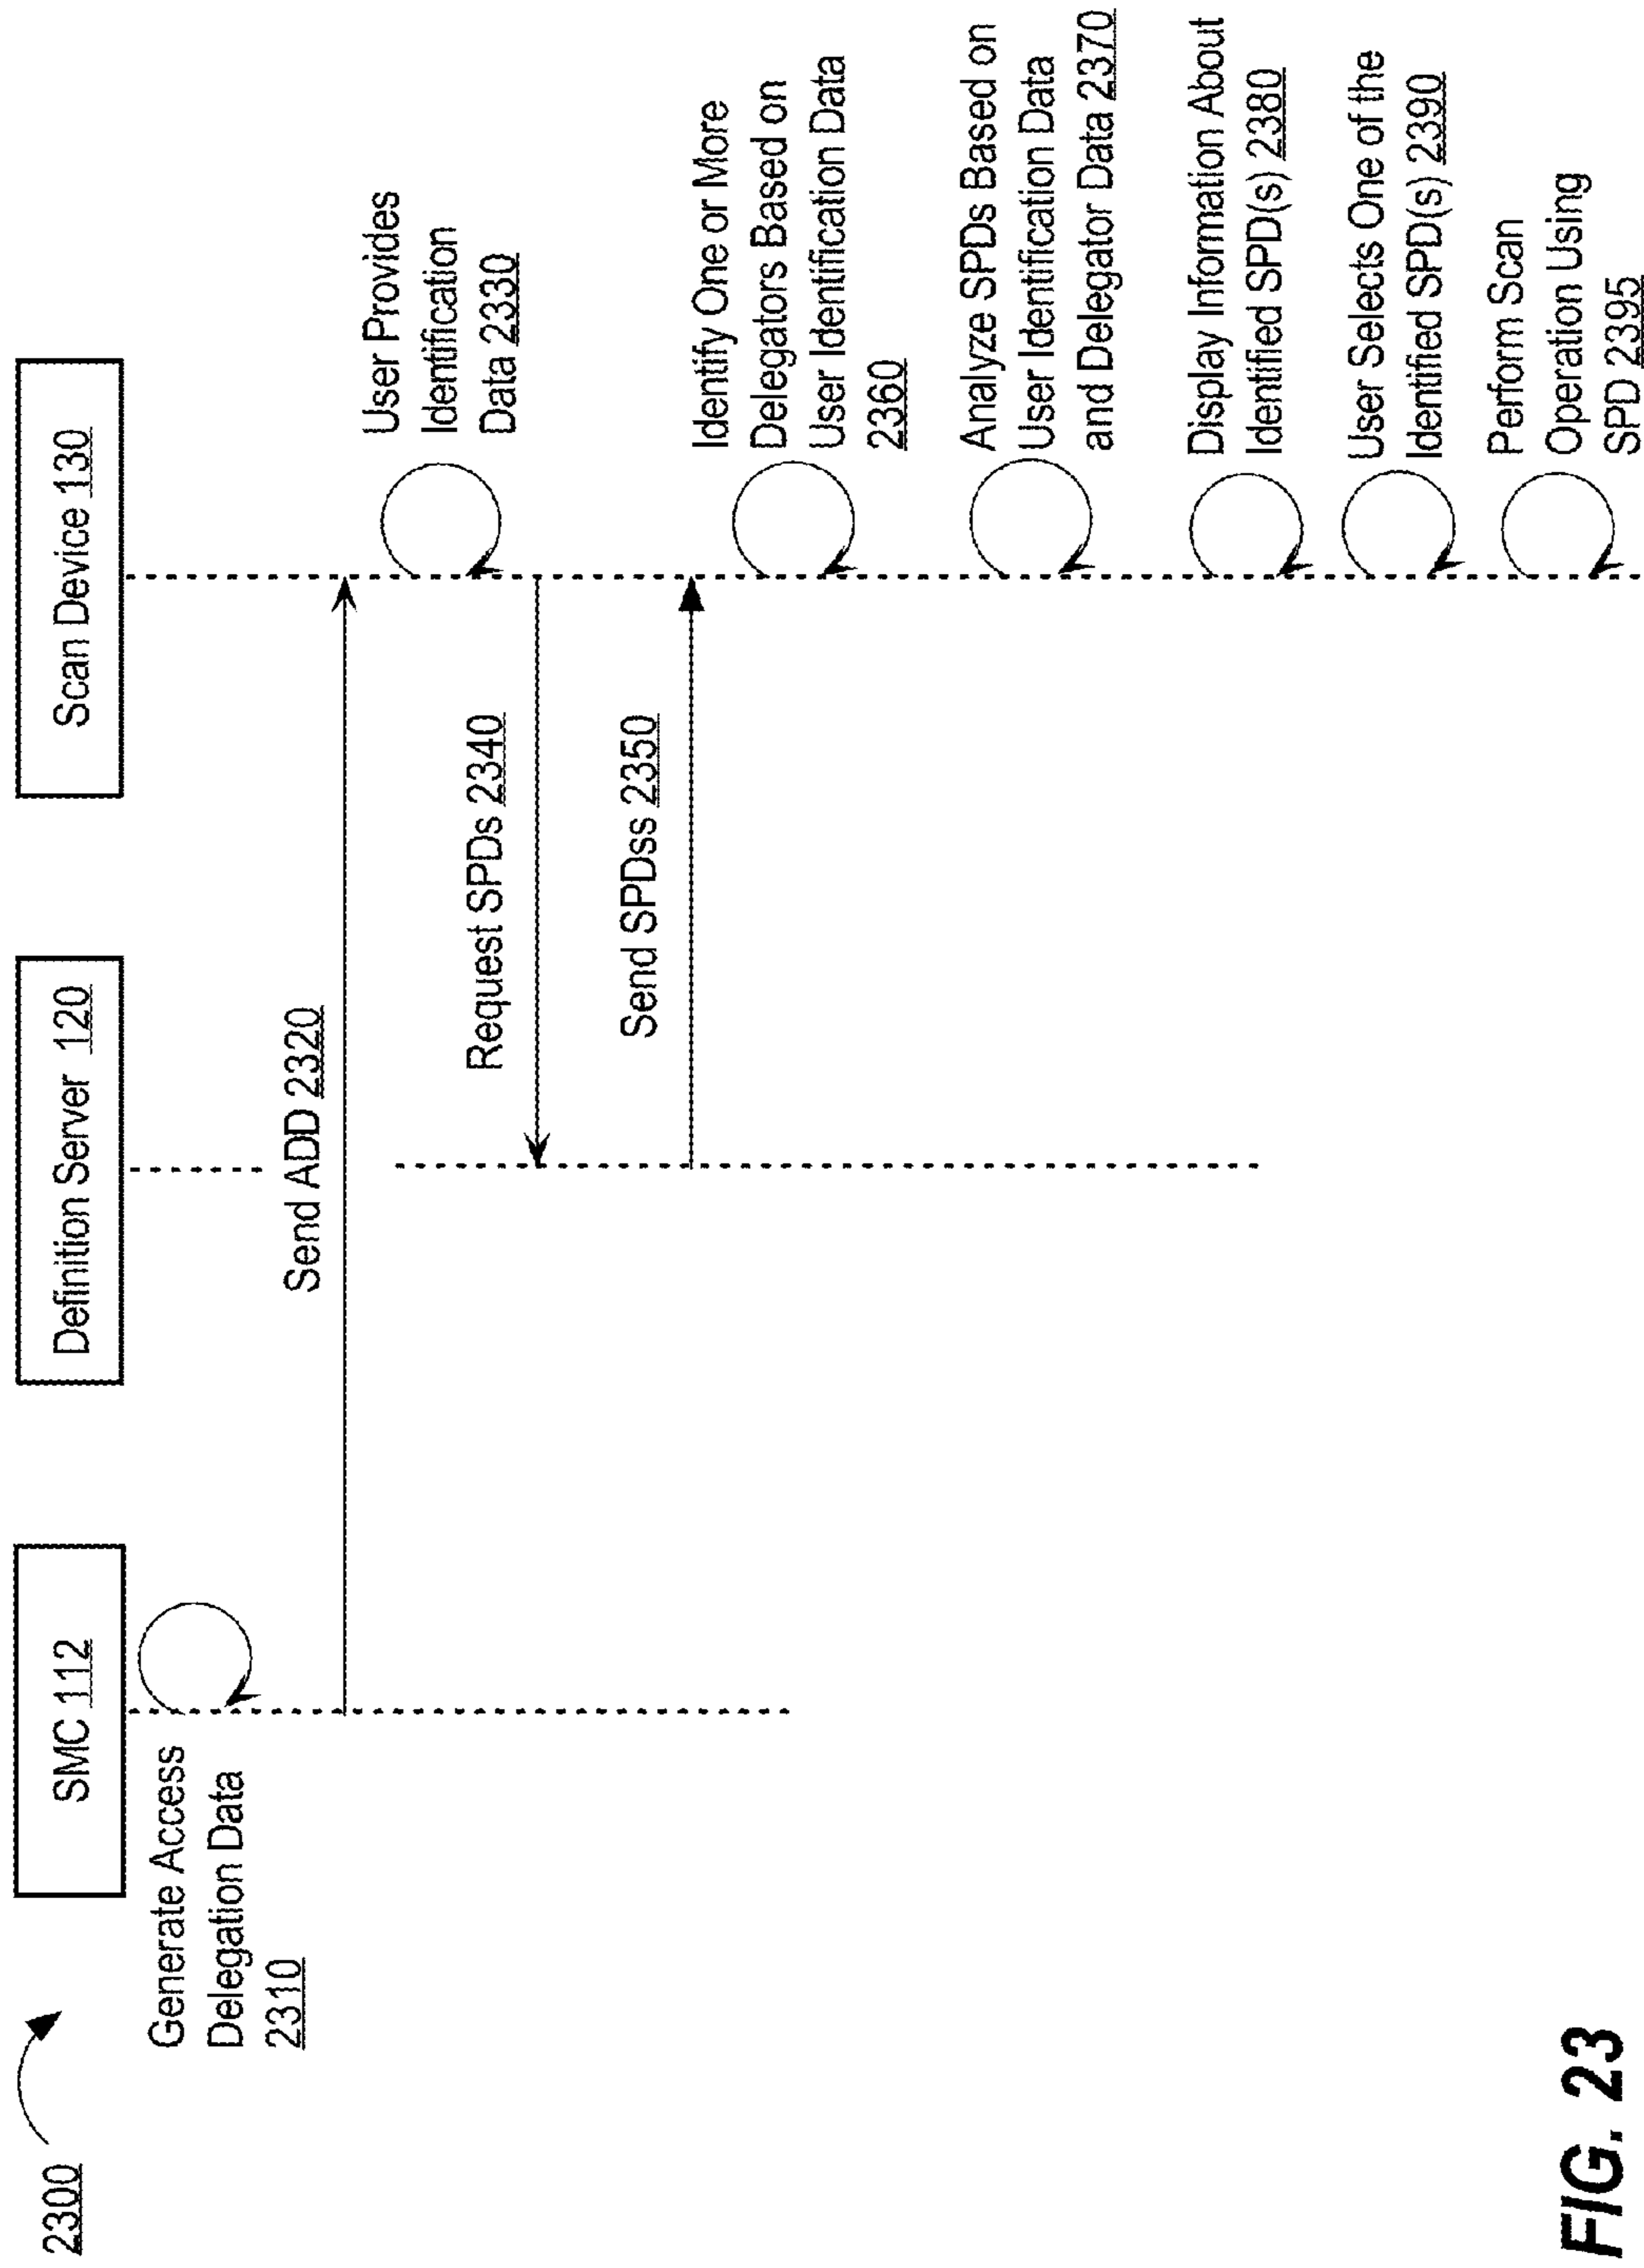 2300
SMC 112
Definition Server 120
Scan Device 130
Generate Access
Delegation Data
2310
Send ADD 2320
User Provides
Identification
Data 2330
Request SPDs 2340
Send SPDss 2350
Identify One or More
Delegators Based on
User Identification Data
2360
Analyze SPDs Based on
User Identification Data
and Delegator Data 2370
Display Information About
Identified SPD(s) 2380
User Selects One of the
Identified SPD(s) 2390
Perform Scan
Operation Using
SPD 2395
FIG. 23